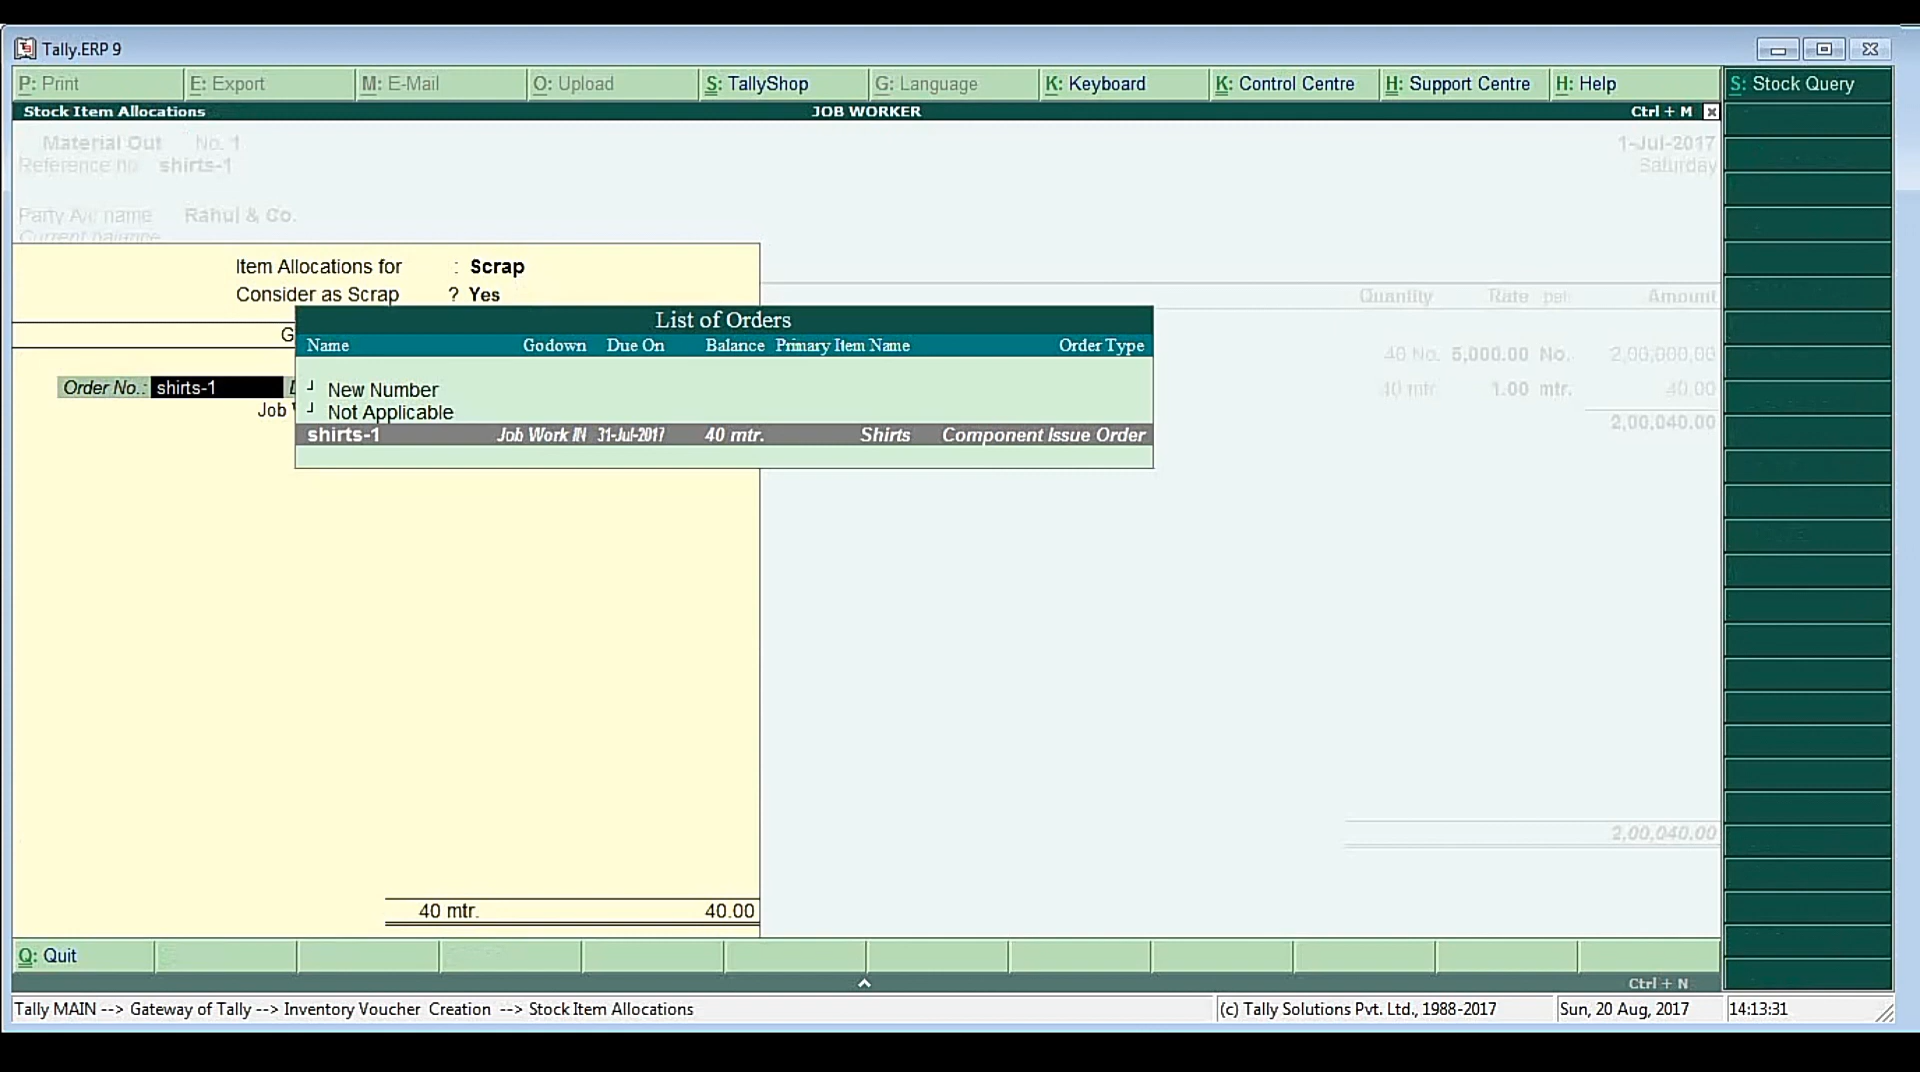 Tally.ERP 9
P: Print E: Export M: E-Mail O: Upload S: TallyShop G: Language K: Keyboard K: Control Centre H: Support Centre H: Help S: Stock Query
Stock Item Allocations JOB WORKER Ctrl + M
Material Out No. 1 1-Jul-2017
Reference no. shirts-1 Saturday
Party A/c name Rahul & Co.
Current balance
Item Allocations for : Scrap
Consider as Scrap ? Yes
Quantity Rate per Amount
List of Orders
G
Name Godown Due On Balance Primary Item Name Order Type
40 No. 5,000.00 No. 2,00,000.00
Order No.: shirts-1
New Number
40 mtr. 1.00 mtr. 40.00
Job
Not Applicable
2,00,040.00
shirts-1 Job Work IN 31-Jul-2017 40 mtr. Shirts Component Issue Order
2,00,040.00
40 mtr. 40.00
Q: Quit
Ctrl + N
Tally MAIN --> Gateway of Tally --> Inventory Voucher Creation --> Stock Item Allocations (c) Tally Solutions Pvt. Ltd., 1988-2017 Sun, 20 Aug, 2017 14:13:31